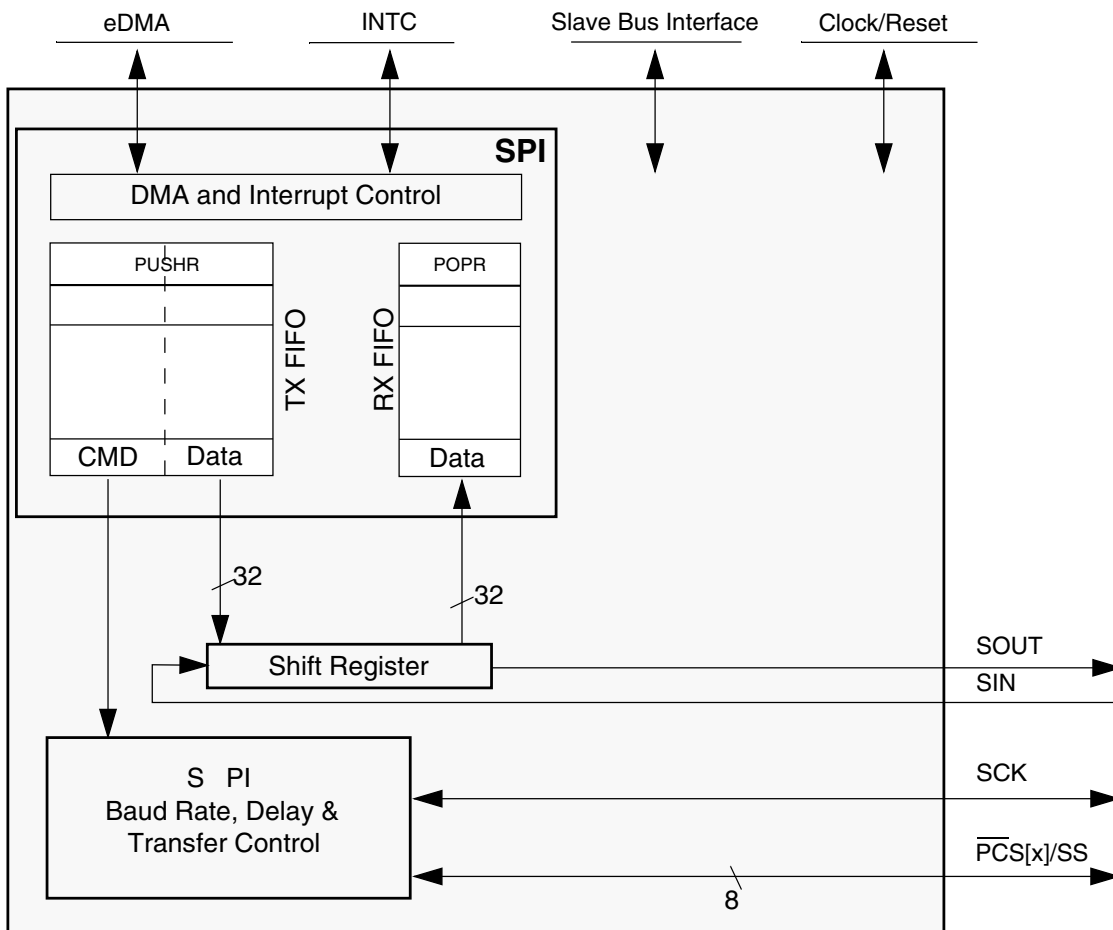 eDMA
INTC
Slave Bus Interface
Clock/Reset
SPI
DMA and Interrupt Control
PUSHR
POPR
TX FIFO
RX FIFO
CMD
Data
Data
32
32
Shift Register
SOUT
SIN
S PI
Baud Rate, Delay &
Transfer Control
SCK
PCS[x]/SS
8